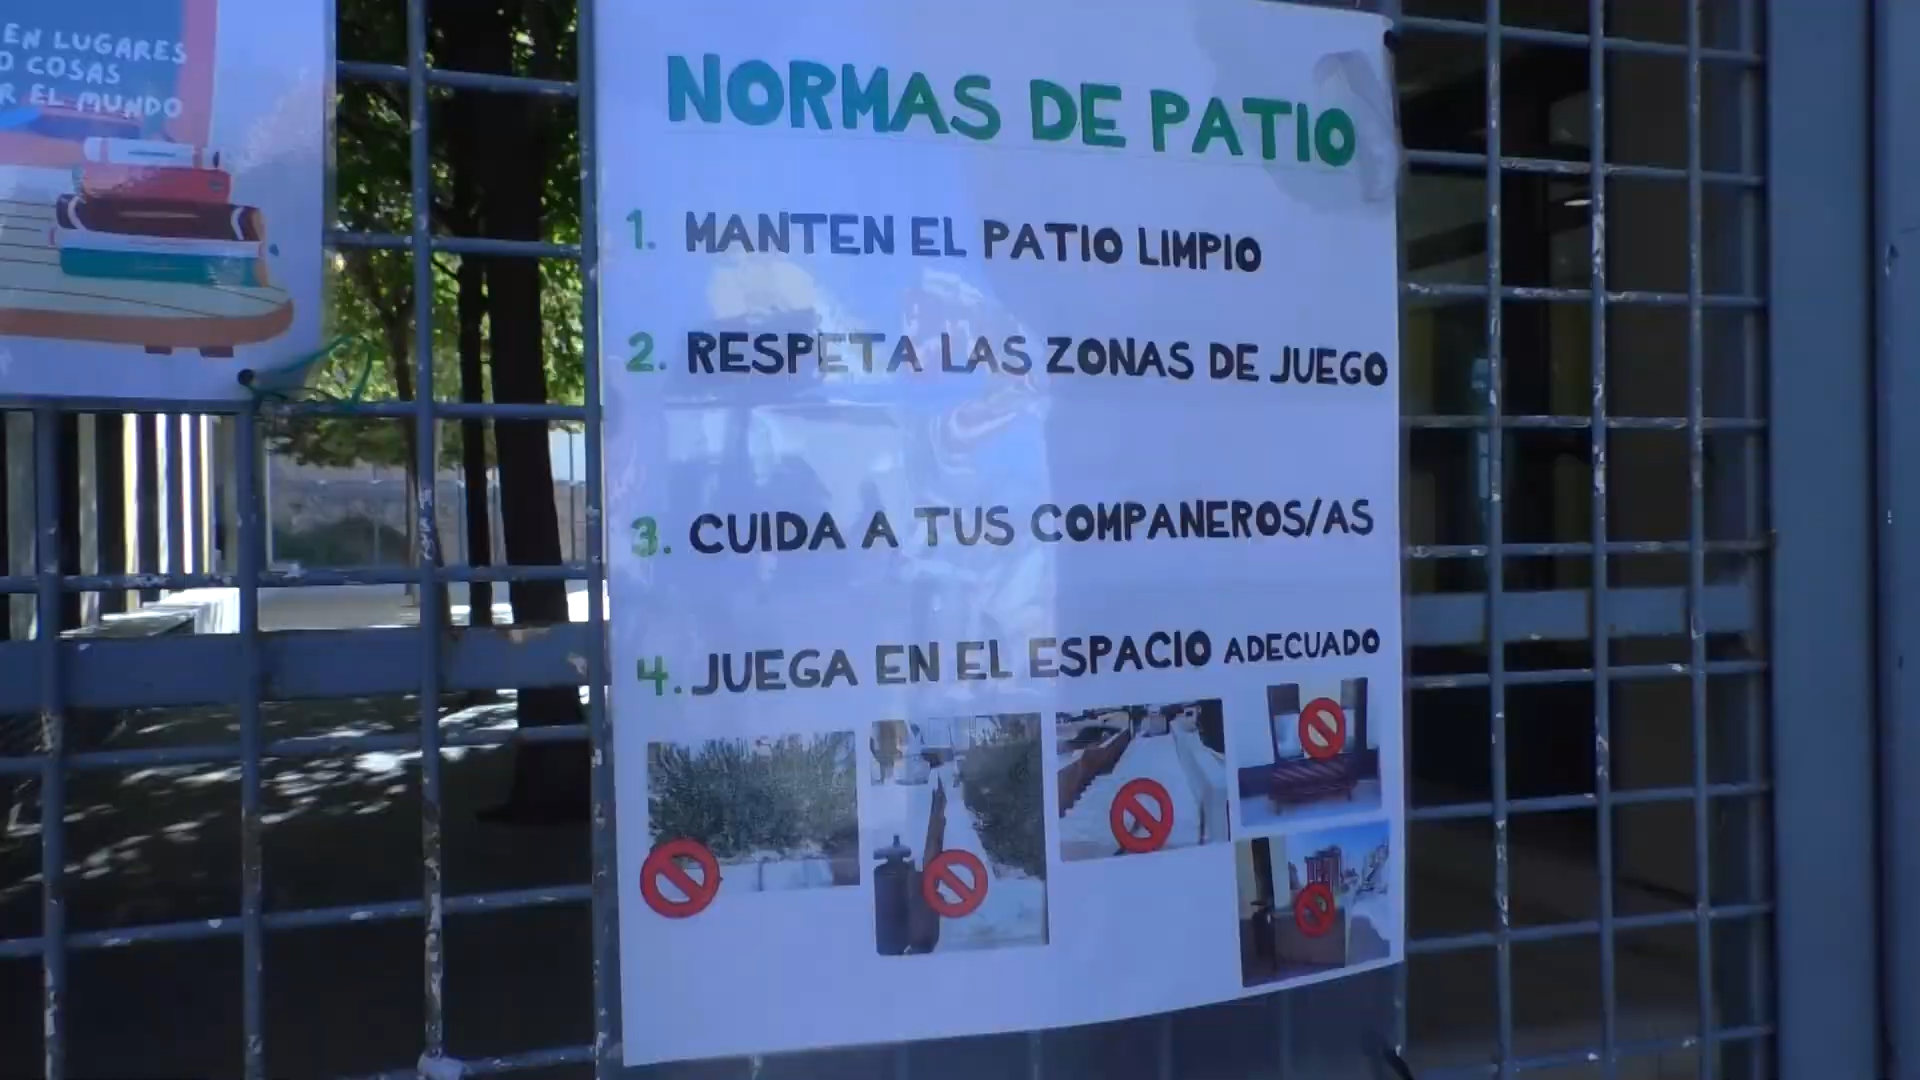 EN LUGARES
COSAS
EL MUNDO
NORMAS DE PATIO
1. MANTEN EL PATIO LIMPIO
2. RESPETA LAS ZONAS DE JUEGO
3. CUIDA A TUS COMPANEROS/AS
4. JUEGA EN EL ESPACIO ADECUADO